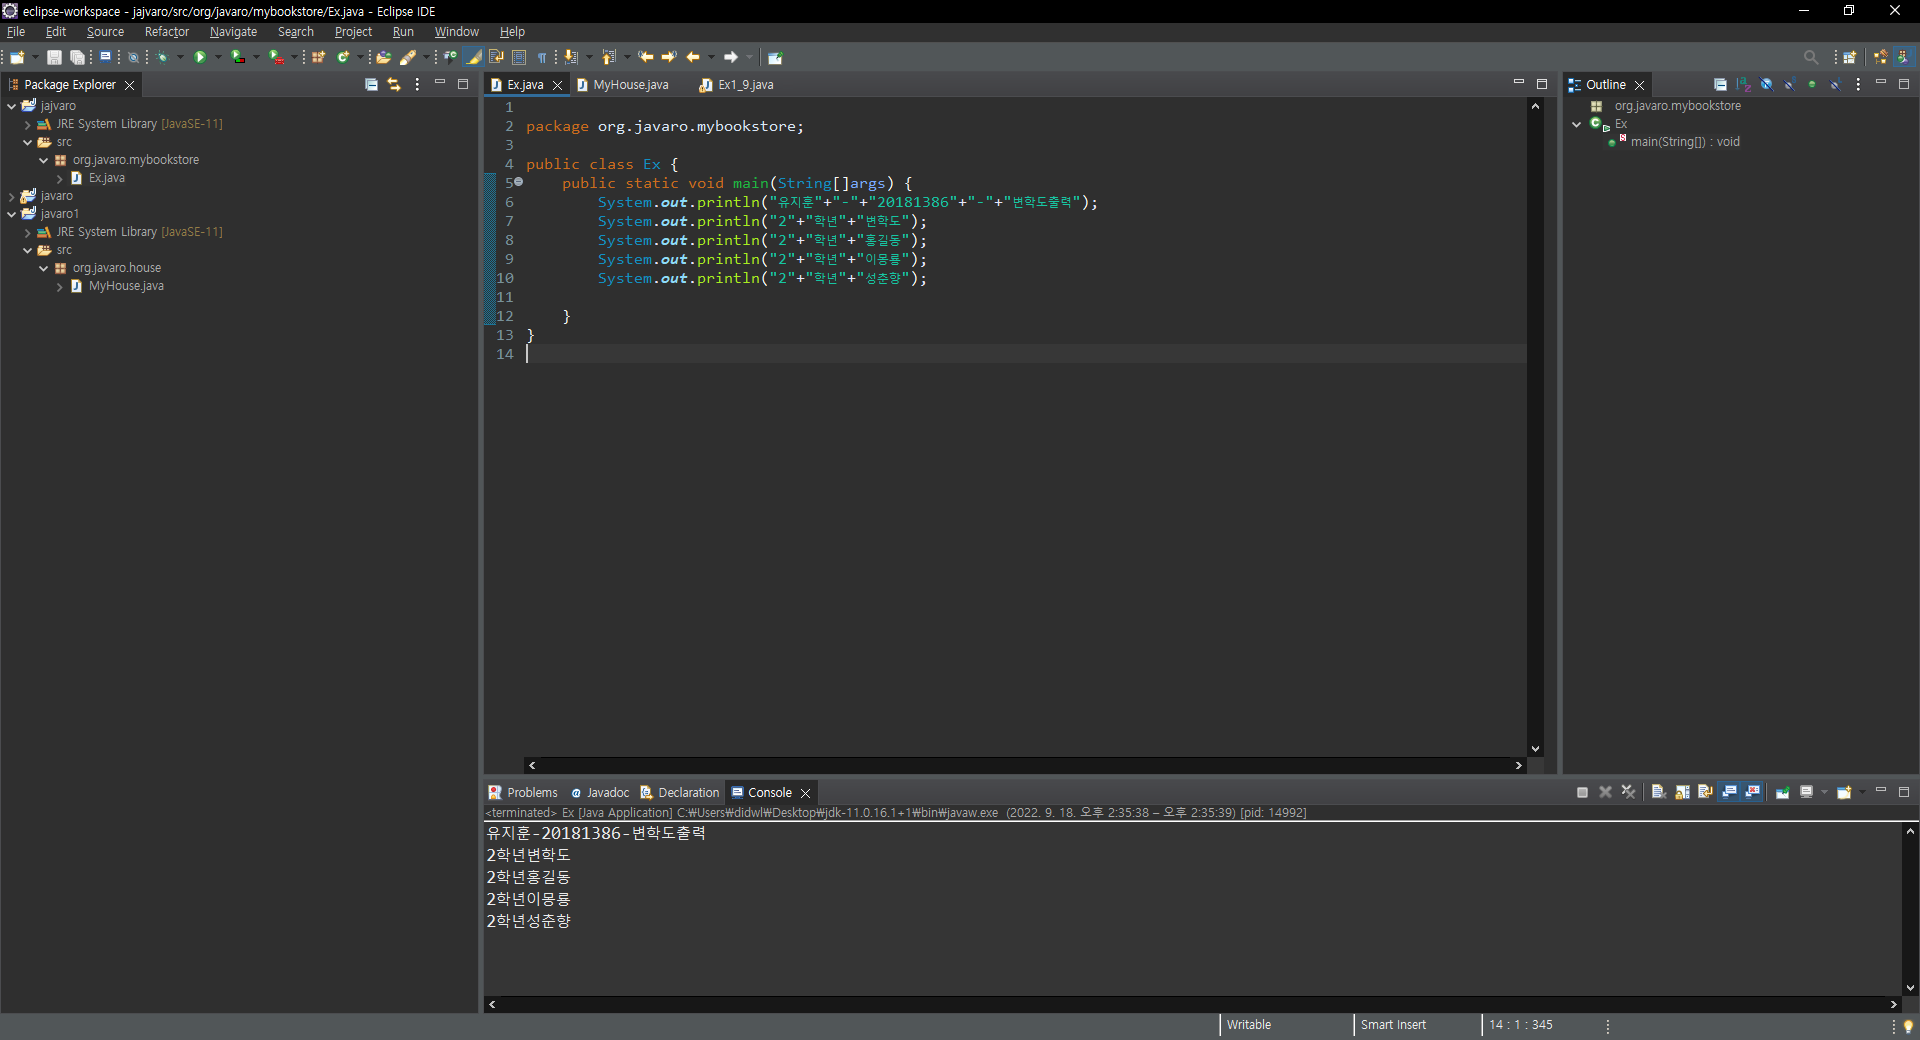 eclipse-workspace - jajvaro/src/org/javaro/mybookstore/Ex.java - Eclipse IDE
File Edit Source Refactor Navigate Search Project Run Window Help
Package Explorer
jajvaro
JRE System Library [JavaSE-11]
src
org.javaro.mybookstore
Ex.java
javaro
javaro1
JRE System Library [JavaSE-11]
src
org.javaro.house
MyHouse.java
Ex.java MyHouse.java Ex1_9.java
1
2 package org.javaro.mybookstore;
3
4 public class Ex {
5 public static void main(String[]args) {
6 System.out.println("유지훈"+"-"+"20181386"+"-"+"변학도출력");
7 System.out.println("2"+"학년"+"변학도");
8 System.out.println("2"+"학년"+"홍길동");
9 System.out.println("2"+"학년"+"이몽룡");
10 System.out.println("2"+"학년"+"성춘향");
11
12 }
13 }
14
Outline
org.javaro.mybookstore
Ex
main(String[]) : void
Problems Javadoc Declaration Console
<terminated> Ex [Java Application] C:₩Users₩didwl₩Desktop₩jdk-11.0.16.1+1₩bin₩javaw.exe (2022. 9. 18. 오후 2:35:38 – 오후 2:35:39) [pid: 14992]
유지훈-20181386-변학도출력
2학년변학도
2학년홍길동
2학년이몽룡
2학년성춘향
Writable Smart Insert 14 : 1 : 345